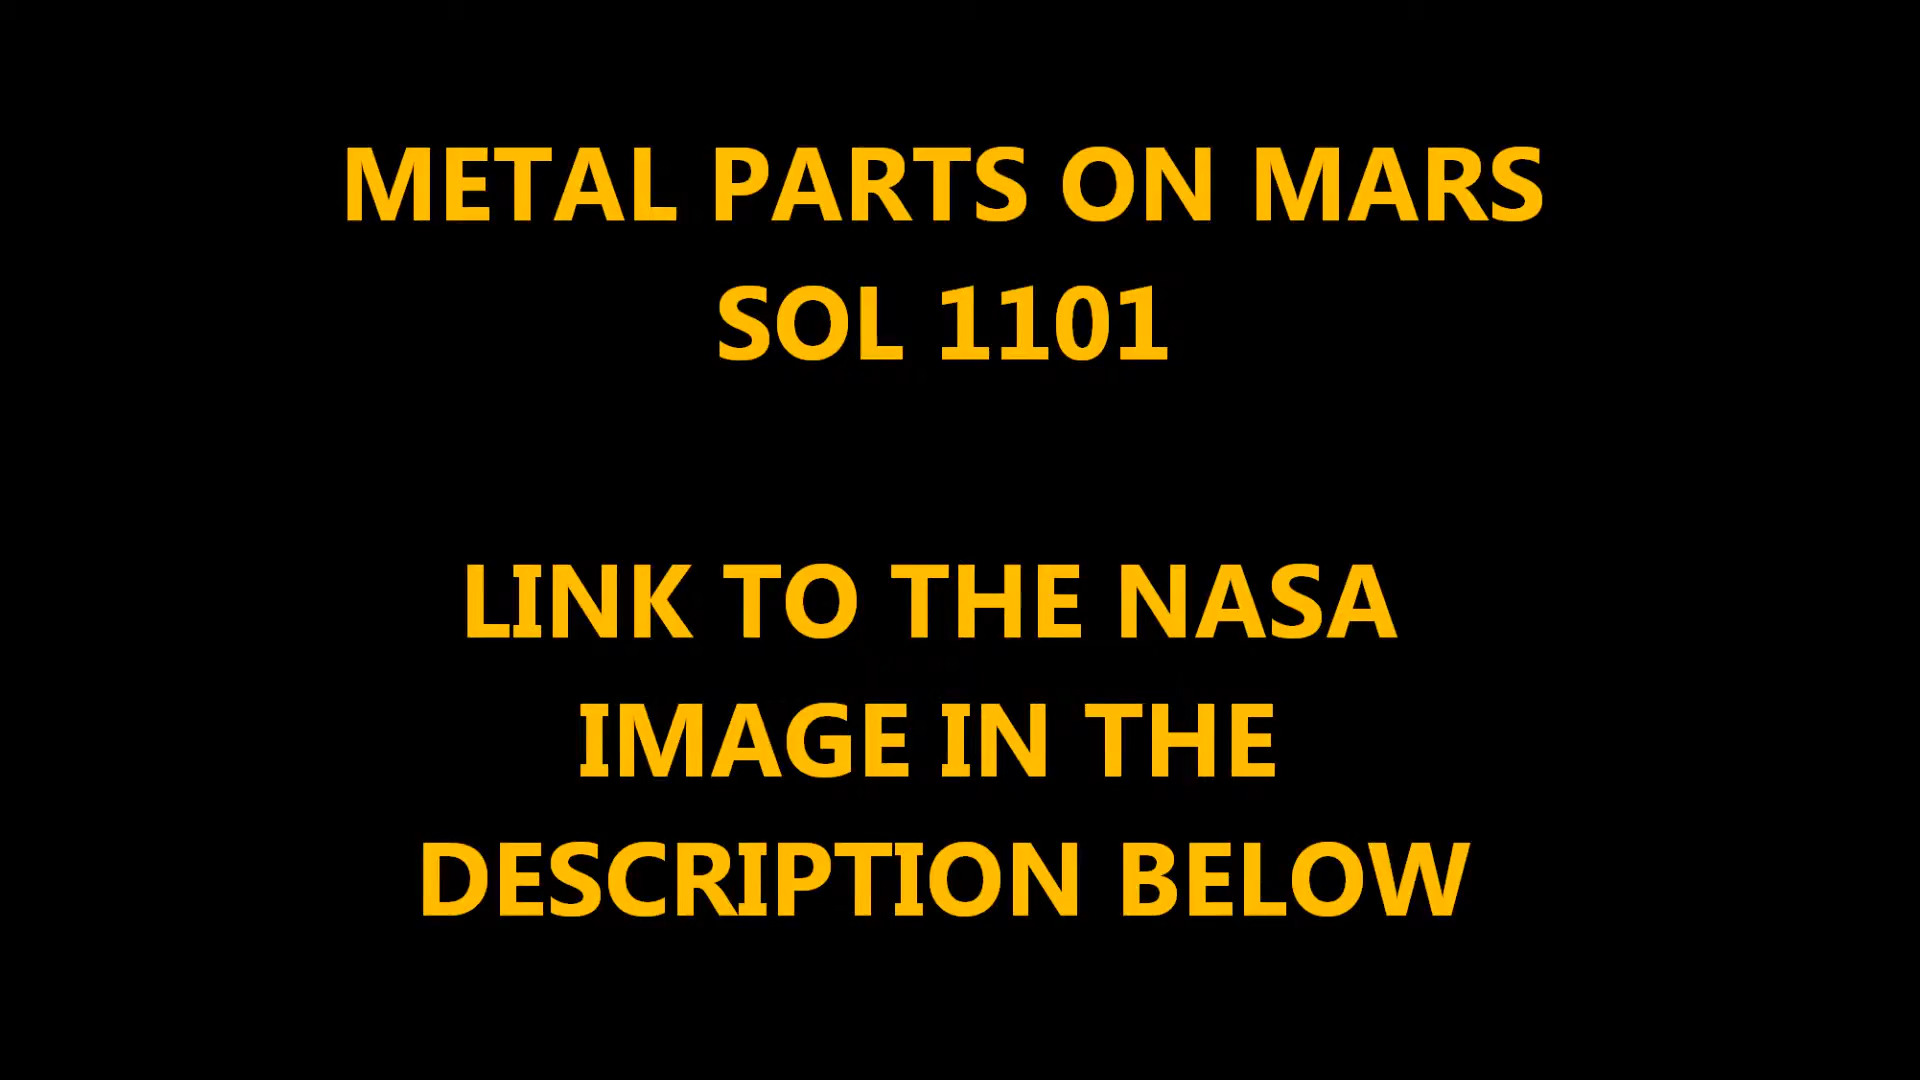 METAL PARTS ON MARS
SOL 1101
LINK TO THE NASA
IMAGE IN THE
DESCRIPTION BELOW